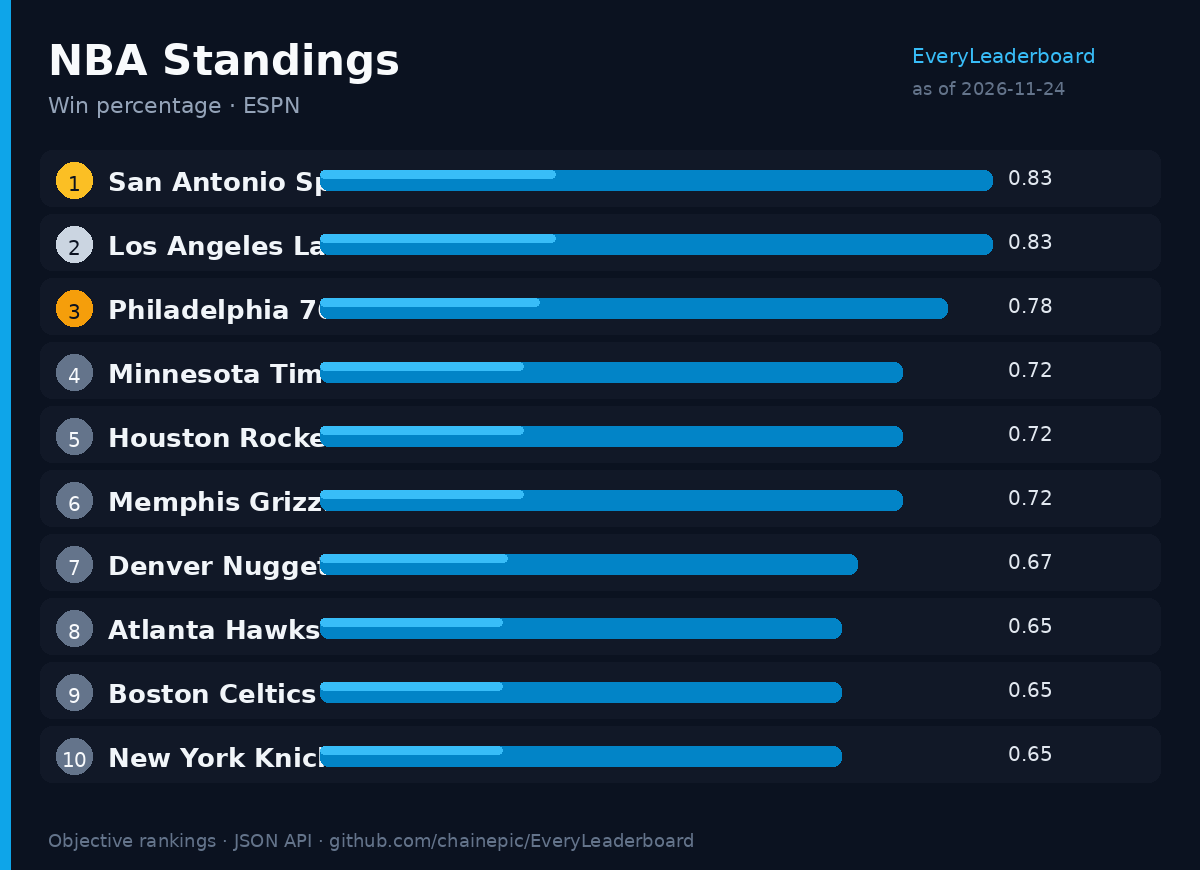 NBA Standings
Win percentage · ESPN
EveryLeaderboard
as of 2026-11-24
1 San Antonio Sp 0.83
2 Los Angeles La 0.83
3 Philadelphia 76 0.78
4 Minnesota Tim 0.72
5 Houston Rocke 0.72
6 Memphis Grizz 0.72
7 Denver Nugget 0.67
8 Atlanta Hawks 0.65
9 Boston Celtics 0.65
10 New York Knick 0.65
Objective rankings · JSON API · github.com/chainepic/EveryLeaderboard